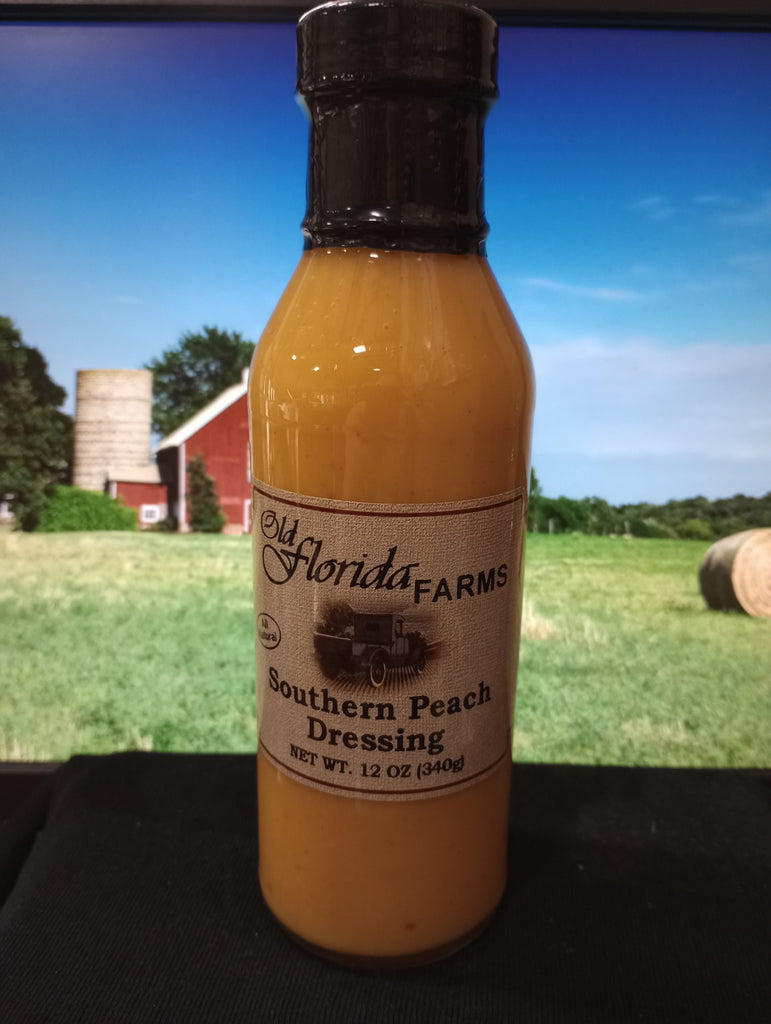 Old
Florida FARMS
All
Natural
Southern Peach
Dressing
NET WT. 12 OZ (340g)